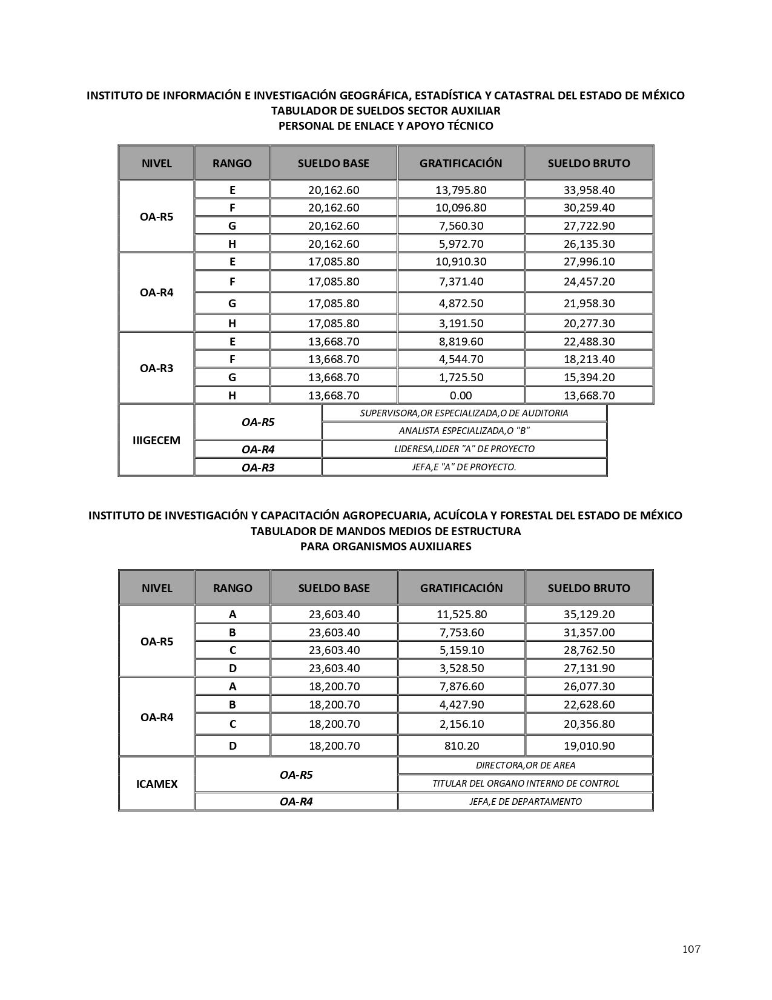 INSTITUTO DE INFORMACIÓN E INVESTIGACIÓN GEOGRÁFICA, ESTADÍSTICA Y CATASTRAL DEL ESTADO DE MÉXICO
TABULADOR DE SUELDOS SECTOR AUXILIAR
PERSONAL DE ENLACE Y APOYO TÉCNICO
NIVEL RANGO SUELDO BASE GRATIFICACIÓN SUELDO BRUTO
OA-R5
E 20,162.60 13,795.80 33,958.40
F 20,162.60 10,096.80 30,259.40
G 20,162.60 7,560.30 27,722.90
H 20,162.60 5,972.70 26,135.30
OA-R4
E 17,085.80 10,910.30 27,996.10
F 17,085.80 7,371.40 24,457.20
G 17,085.80 4,872.50 21,958.30
H 17,085.80 3,191.50 20,277.30
OA-R3
E 13,668.70 8,819.60 22,488.30
F 13,668.70 4,544.70 18,213.40
G 13,668.70 1,725.50 15,394.20
H 13,668.70 0.00 13,668.70
IIIGECEM
OA-R5
SUPERVISORA,OR ESPECIALIZADA,O DE AUDITORIA
ANALISTA ESPECIALIZADA,O "B"
OA-R4 LIDERESA,LIDER "A" DE PROYECTO
OA-R3 JEFA,E "A" DE PROYECTO.
INSTITUTO DE INVESTIGACIÓN Y CAPACITACIÓN AGROPECUARIA, ACUÍCOLA Y FORESTAL DEL ESTADO DE MÉXICO
TABULADOR DE MANDOS MEDIOS DE ESTRUCTURA
PARA ORGANISMOS AUXILIARES
NIVEL RANGO SUELDO BASE GRATIFICACIÓN SUELDO BRUTO
OA-R5
A 23,603.40 11,525.80 35,129.20
B 23,603.40 7,753.60 31,357.00
C 23,603.40 5,159.10 28,762.50
D 23,603.40 3,528.50 27,131.90
OA-R4
A 18,200.70 7,876.60 26,077.30
B 18,200.70 4,427.90 22,628.60
C 18,200.70 2,156.10 20,356.80
D 18,200.70 810.20 19,010.90
ICAMEX
OA-R5
DIRECTORA,OR DE AREA
TITULAR DEL ORGANO INTERNO DE CONTROL
OA-R4 JEFA,E DE DEPARTAMENTO
107